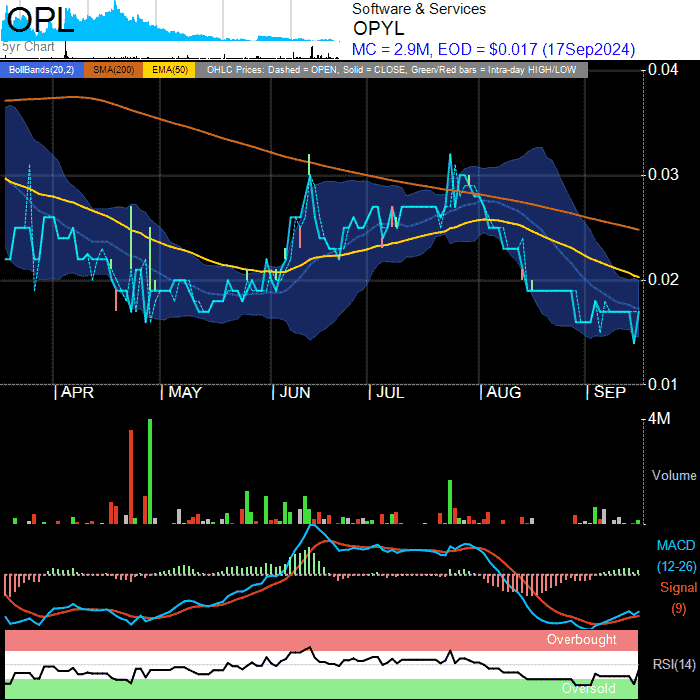 OPL
5yr Chart
Software & Services
OPYL
MC = 2.9M, EOD = $0.017 (17Sep2024)
BollBands(20,2) SMA(200) EMA(50) OHLC Prices: Dashed = OPEN, Solid = CLOSE, Green/Red bars = Intra-day HIGH/LOW
0.04
0.03
0.02
0.01
APR MAY JUN JUL AUG SEP
4M
Volume
MACD
(12-26)
Signal
(9)
Overbought
RSI(14)
Oversold